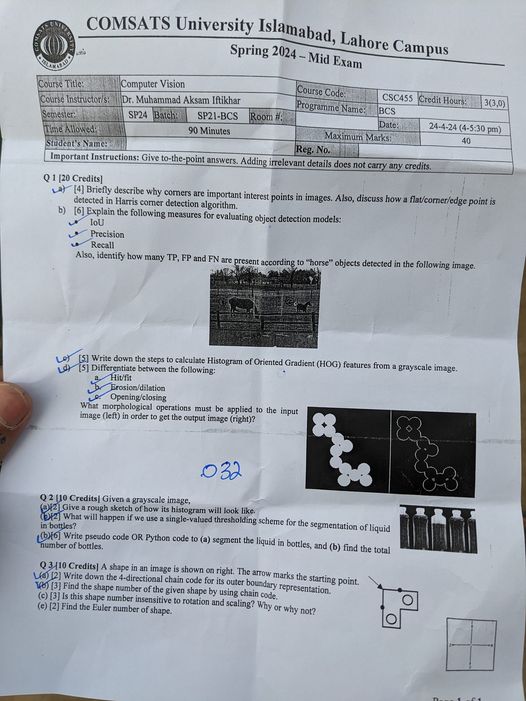 COMSATS University Islamabad, Lahore Campus
Spring 2024 – Mid Exam
Course Title: Computer Vision
Course Code: CSC455 Credit Hours: 3(3,0)
Course Instructor/s: Dr. Muhammad Aksam Iftikhar
Programme Name: BCS
Semester: SP24 Batch: SP21-BCS Room #:
Date: 24-4-24 (4-5:30 pm)
Time Allowed: 90 Minutes
Maximum Marks: 40
Student's Name:
Reg. No.
Important Instructions: Give to-the-point answers. Adding irrelevant details does not carry any credits.
Q 1 [20 Credits]
a) [4] Briefly describe why corners are important interest points in images. Also, discuss how a flat/corner/edge point is
detected in Harris corner detection algorithm.
b) [6] Explain the following measures for evaluating object detection models:
IoU
Precision
Recall
Also, identify how many TP, FP and FN are present according to "horse" objects detected in the following image.
c) [5] Write down the steps to calculate Histogram of Oriented Gradient (HOG) features from a grayscale image.
d) [5] Differentiate between the following:
a. Hit/fit
b. Erosion/dilation
c. Opening/closing
What morphological operations must be applied to the input
image (left) in order to get the output image (right)?
032
Q 2 [10 Credits] Given a grayscale image,
(a)[2] Give a rough sketch of how its histogram will look like.
[2] What will happen if we use a single-valued thresholding scheme for the segmentation of liquid
in bottles?
[6] Write pseudo code OR Python code to (a) segment the liquid in bottles, and (b) find the total
number of bottles.
Q 3 [10 Credits] A shape in an image is shown on right. The arrow marks the starting point.
(a) [2] Write down the 4-directional chain code for its outer boundary representation.
(b) [3] Find the shape number of the given shape by using chain code.
(c) [3] Is this shape number insensitive to rotation and scaling? Why or why not?
(e) [2] Find the Euler number of shape.